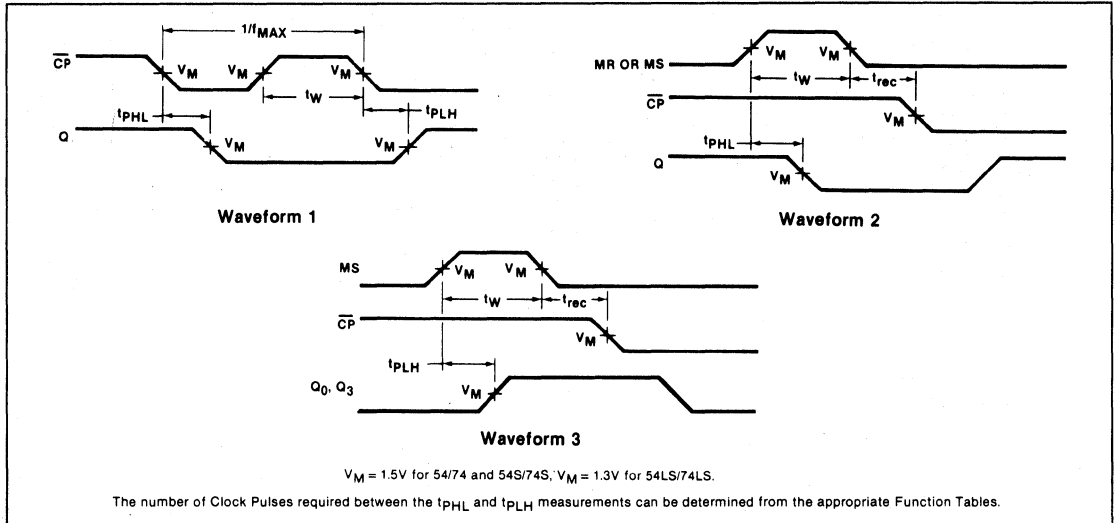 1/fMAX
C̅P̅
VM VM VM
tW
tPHL tPLH
Q
VM VM
Waveform 1
MR OR MS
VM VM
tW trec
C̅P̅
VM
tPHL
Q
VM
Waveform 2
MS
VM VM
tW trec
C̅P̅
VM
tPLH
Q0, Q3
VM
Waveform 3
VM = 1.5V for 54/74 and 54S/74S, VM = 1.3V for 54LS/74LS.
The number of Clock Pulses required between the tPHL and tPLH measurements can be determined from the appropriate Function Tables.